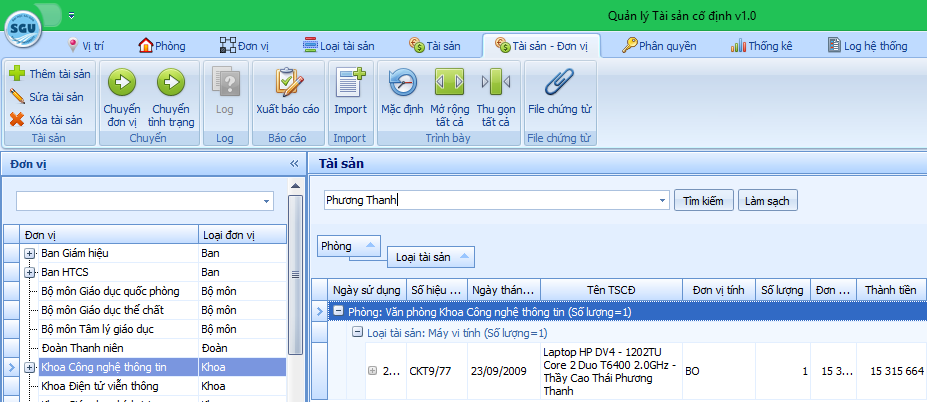 Quản lý Tài sản cố định v1.0
SGU
Vị trí Phòng Đơn vị Loại tài sản Tài sản Tài sản - Đơn vị Phân quyền Thống kê Log hệ thống
Thêm tài sản
Sửa tài sản
Xóa tài sản
Chuyển đơn vị
Chuyển tình trạng
Log
Xuất báo cáo
Import
Mặc định
Mở rộng tất cả
Thu gọn tất cả
File chứng từ
Tài sản Chuyển Log Báo cáo Import Trình bày File chứng từ
Đơn vị «
Đơn vị Loại đơn vị
Ban Giám hiệu Ban
Ban HTCS Ban
Bộ môn Giáo dục quốc phòng Bộ môn
Bộ môn Giáo dục thể chất Bộ môn
Bộ môn Tâm lý giáo dục Bộ môn
Đoàn Thanh niên Đoàn
Khoa Công nghệ thông tin Khoa
Khoa Điện tử viễn thông Khoa
Tài sản
Phương Thanh Tìm kiếm Làm sạch
Phòng
Loại tài sản
Ngày sử dụng Số hiệu ... Ngày thán... Tên TSCĐ Đơn vị tính Số lượng Đơn ... Thành tiền
Phòng: Văn phòng Khoa Công nghệ thông tin (Số lượng=1)
Loại tài sản: Máy vi tính (Số lượng=1)
2... CKT9/77 23/09/2009
Laptop HP DV4 - 1202TU
Core 2 Duo T6400 2.0GHz -
Thầy Cao Thái Phương
Thanh
BO 1 15 3... 15 315 664